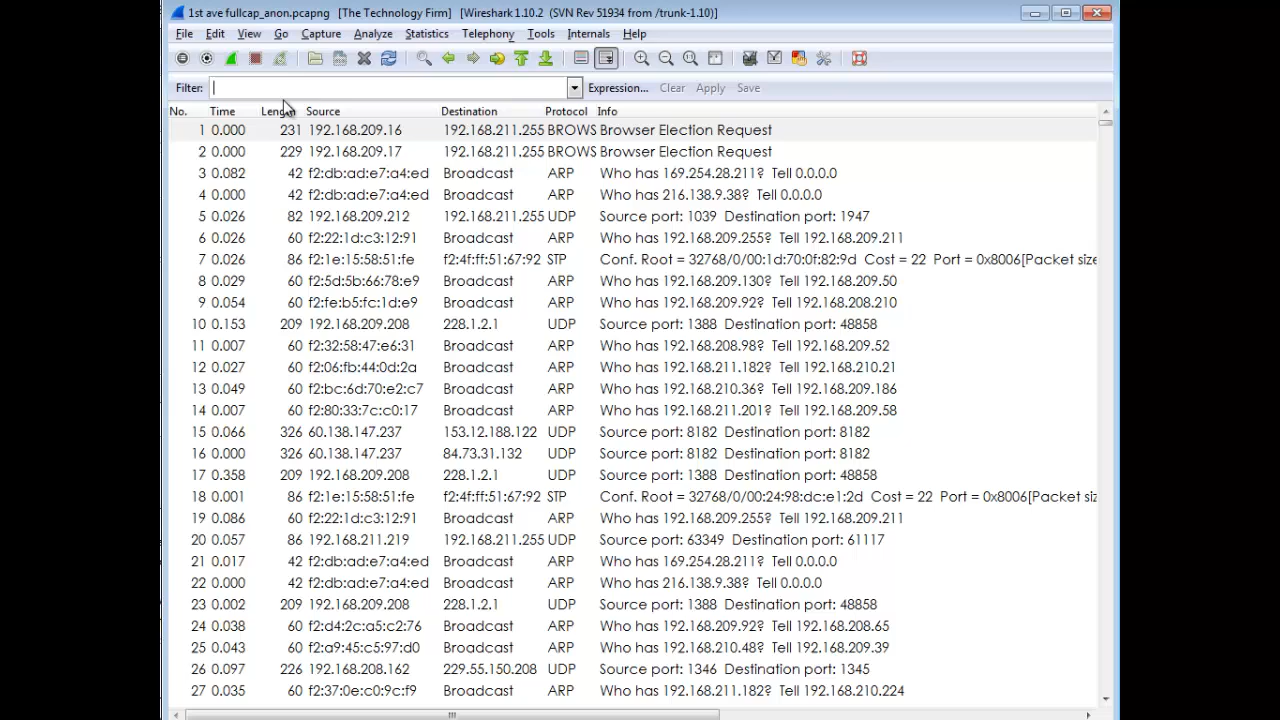 1st ave fullcap_anon.pcapng [The Technology Firm] [Wireshark 1.10.2 (SVN Rev 51934 from /trunk-1.10)]
File Edit View Go Capture Analyze Statistics Telephony Tools Internals Help
Filter: Expression... Clear Apply Save
No. Time Length Source Destination Protocol Info
1 0.000 231 192.168.209.16 192.168.211.255 BROWS Browser Election Request
2 0.000 229 192.168.209.17 192.168.211.255 BROWS Browser Election Request
3 0.082 42 f2:db:ad:e7:a4:ed Broadcast ARP Who has 169.254.28.211? Tell 0.0.0.0
4 0.000 42 f2:db:ad:e7:a4:ed Broadcast ARP Who has 216.138.9.38? Tell 0.0.0.0
5 0.026 82 192.168.209.212 192.168.211.255 UDP Source port: 1039 Destination port: 1947
6 0.026 60 f2:22:1d:c3:12:91 Broadcast ARP Who has 192.168.209.255? Tell 192.168.209.211
7 0.026 86 f2:1e:15:58:51:fe f2:4f:ff:51:67:92 STP Conf. Root = 32768/0/00:1d:70:0f:82:9d Cost = 22 Port = 0x8006[Packet size
8 0.029 60 f2:5d:5b:66:78:e9 Broadcast ARP Who has 192.168.209.130? Tell 192.168.209.50
9 0.054 60 f2:fe:b5:fc:1d:e9 Broadcast ARP Who has 192.168.209.92? Tell 192.168.208.210
10 0.153 209 192.168.209.208 228.1.2.1 UDP Source port: 1388 Destination port: 48858
11 0.007 60 f2:32:58:47:e6:31 Broadcast ARP Who has 192.168.208.98? Tell 192.168.209.52
12 0.027 60 f2:06:fb:44:0d:2a Broadcast ARP Who has 192.168.211.182? Tell 192.168.210.21
13 0.049 60 f2:bc:6d:70:e2:c7 Broadcast ARP Who has 192.168.210.36? Tell 192.168.209.186
14 0.007 60 f2:80:33:7c:c0:17 Broadcast ARP Who has 192.168.211.201? Tell 192.168.209.58
15 0.066 326 60.138.147.237 153.12.188.122 UDP Source port: 8182 Destination port: 8182
16 0.000 326 60.138.147.237 84.73.31.132 UDP Source port: 8182 Destination port: 8182
17 0.358 209 192.168.209.208 228.1.2.1 UDP Source port: 1388 Destination port: 48858
18 0.001 86 f2:1e:15:58:51:fe f2:4f:ff:51:67:92 STP Conf. Root = 32768/0/00:24:98:dc:e1:2d Cost = 22 Port = 0x8006[Packet siz
19 0.086 60 f2:22:1d:c3:12:91 Broadcast ARP Who has 192.168.209.255? Tell 192.168.209.211
20 0.057 86 192.168.211.219 192.168.211.255 UDP Source port: 63349 Destination port: 61117
21 0.017 42 f2:db:ad:e7:a4:ed Broadcast ARP Who has 169.254.28.211? Tell 0.0.0.0
22 0.000 42 f2:db:ad:e7:a4:ed Broadcast ARP Who has 216.138.9.38? Tell 0.0.0.0
23 0.002 209 192.168.209.208 228.1.2.1 UDP Source port: 1388 Destination port: 48858
24 0.038 60 f2:d4:2c:a5:c2:76 Broadcast ARP Who has 192.168.209.92? Tell 192.168.208.65
25 0.043 60 f2:a9:45:c5:97:d0 Broadcast ARP Who has 192.168.210.48? Tell 192.168.209.39
26 0.097 226 192.168.208.162 229.55.150.208 UDP Source port: 1346 Destination port: 1345
27 0.035 60 f2:37:0e:c0:9c:f9 Broadcast ARP Who has 192.168.211.182? Tell 192.168.210.224